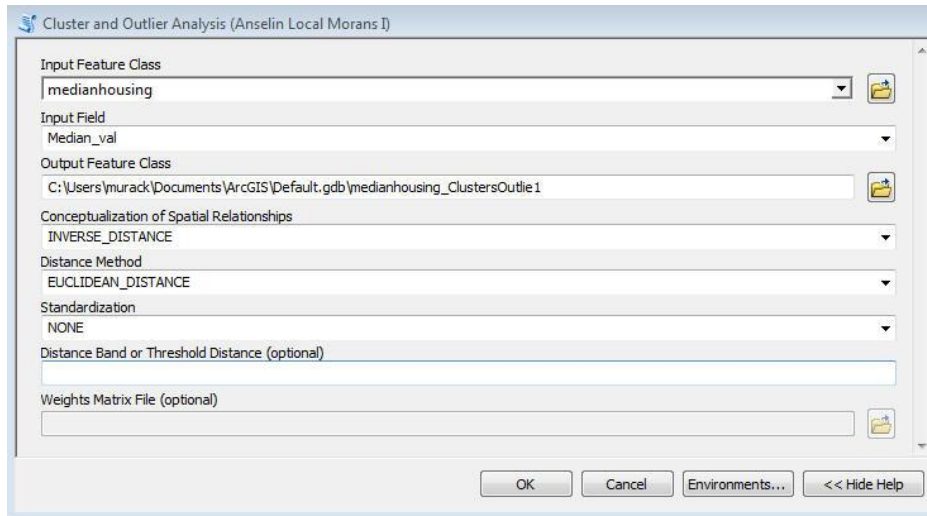 Cluster and Outlier Analysis (Anselin Local Morans I)
Input Feature Class
medianhousing
Input Field
Median_val
Output Feature Class
C:\Users\murack\Documents\ArcGIS\Default.gdb\medianhousing_ClustersOutlie1
Conceptualization of Spatial Relationships
INVERSE_DISTANCE
Distance Method
EUCLIDEAN_DISTANCE
Standardization
NONE
Distance Band or Threshold Distance (optional)
Weights Matrix File (optional)
OK Cancel Environments... << Hide Help